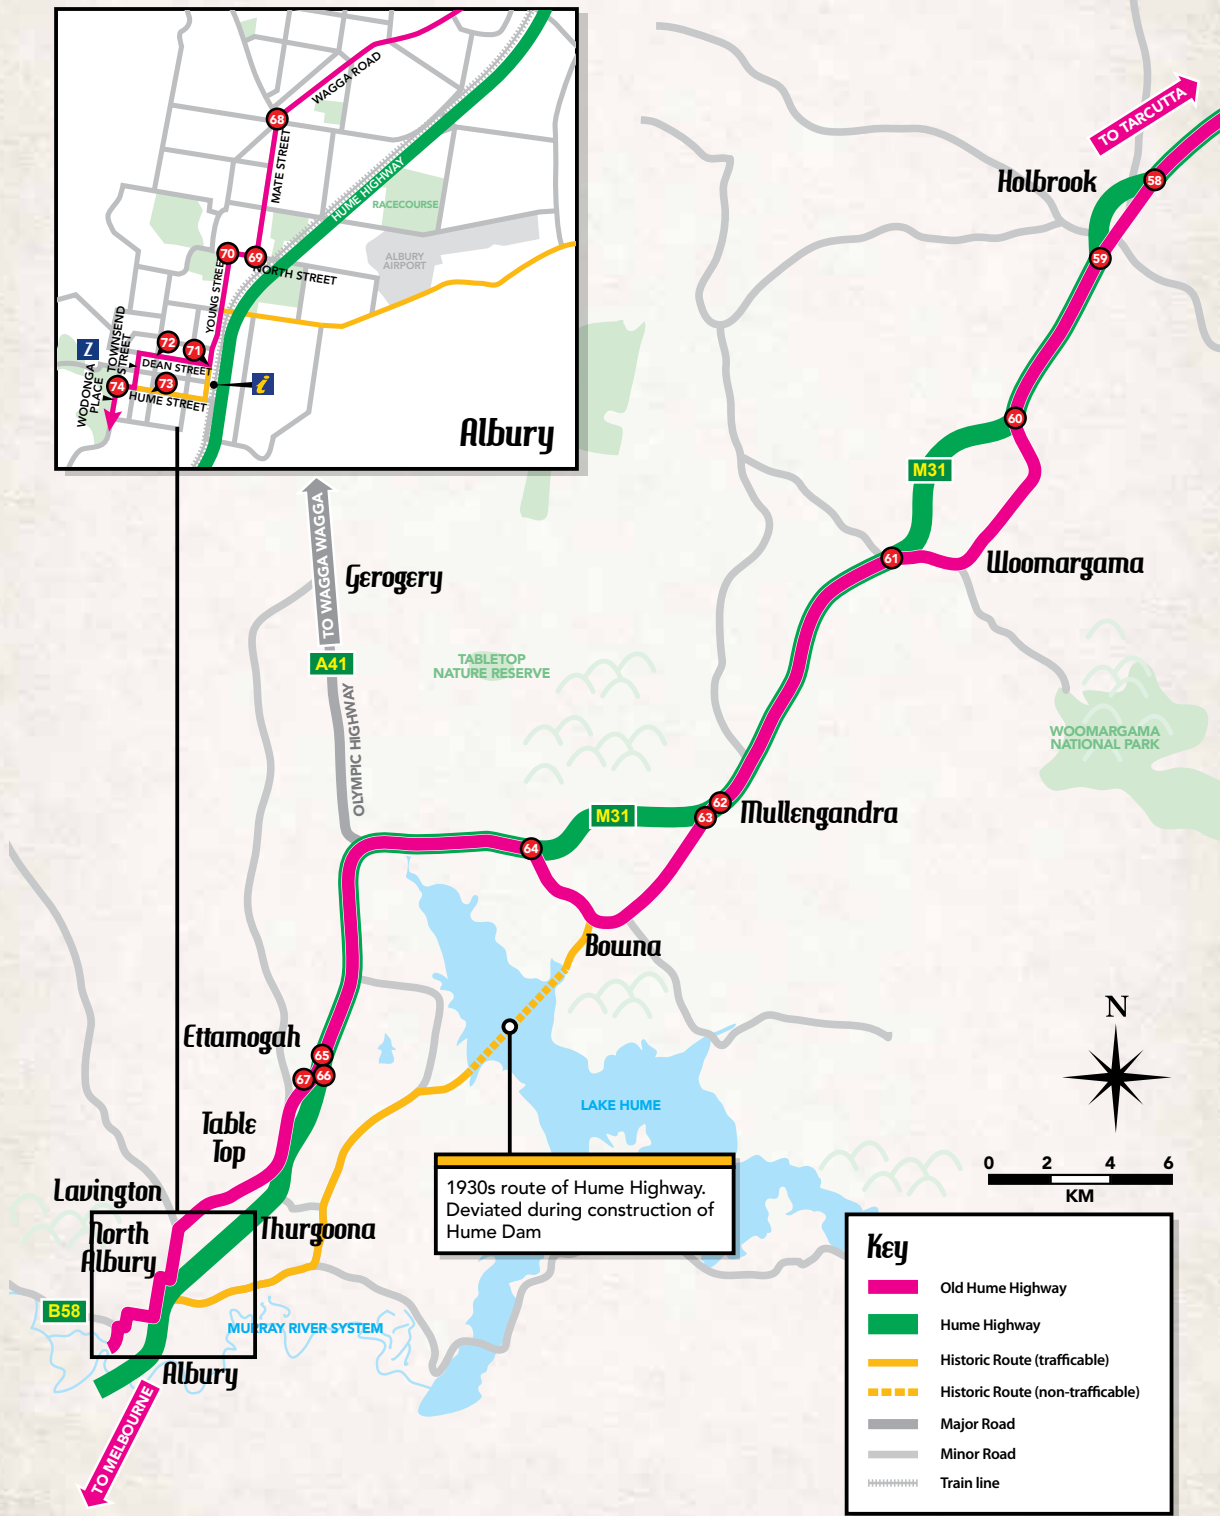 WAGGA ROAD
68
MATE STREET
HUME HIGHWAY
RACECOURSE
70
69
NORTH STREET
ALBURY
AIRPORT
YOUNG STREET
TOWNSEND
STREET
72
71
DEAN STREET
73
74
HUME STREET
WODONGA
PLACE
i
i
Albury
TO TARCUTTA
Holbrook
58
59
60
M31
61
Woomargama
TO WAGGA WAGGA
Gerogery
A41
OLYMPIC HIGHWAY
TABLETOP
NATURE RESERVE
WOOMARGAMA
NATIONAL PARK
M31
62
63
Mullengandra
64
Bowna
Ettamogah
65
67
66
N
LAKE HUME
Table
Top
1930s route of Hume Highway.
Deviated during construction of
Hume Dam
0 2 4 6
KM
Lavington
North
Albury
Thurgoona
B58
MURRAY RIVER SYSTEM
Albury
TO MELBOURNE
Key
Old Hume Highway
Hume Highway
Historic Route (trafficable)
Historic Route (non-trafficable)
Major Road
Minor Road
Train line